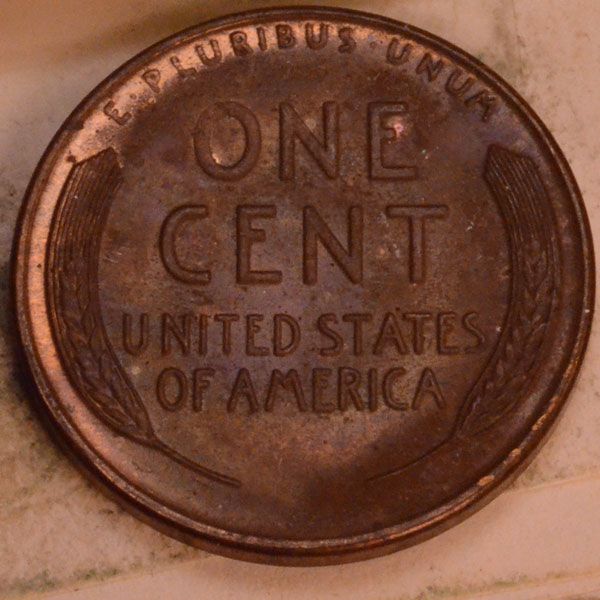 E·PLURIBUS·UNUM
ONE
CENT
UNITED STATES
OF AMERICA